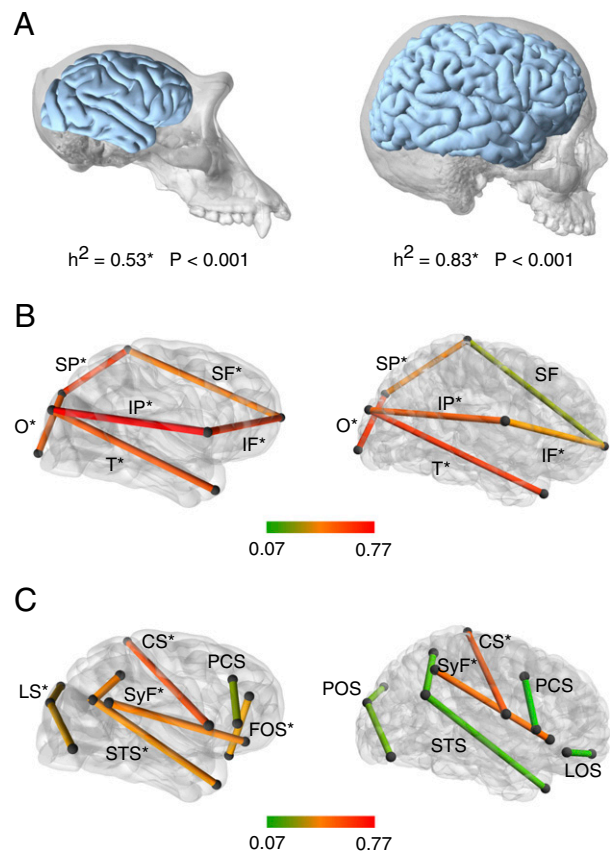 A
h² = 0.53* P < 0.001
h² = 0.83* P < 0.001
B
SP*
SF*
IP*
O*
IF*
T*
SP*
SF
IP*
O*
IF*
T*
0.07
0.77
C
CS*
PCS
LS*
SyF*
FOS*
STS*
CS*
SyF*
POS
PCS
STS
LOS
0.07
0.77